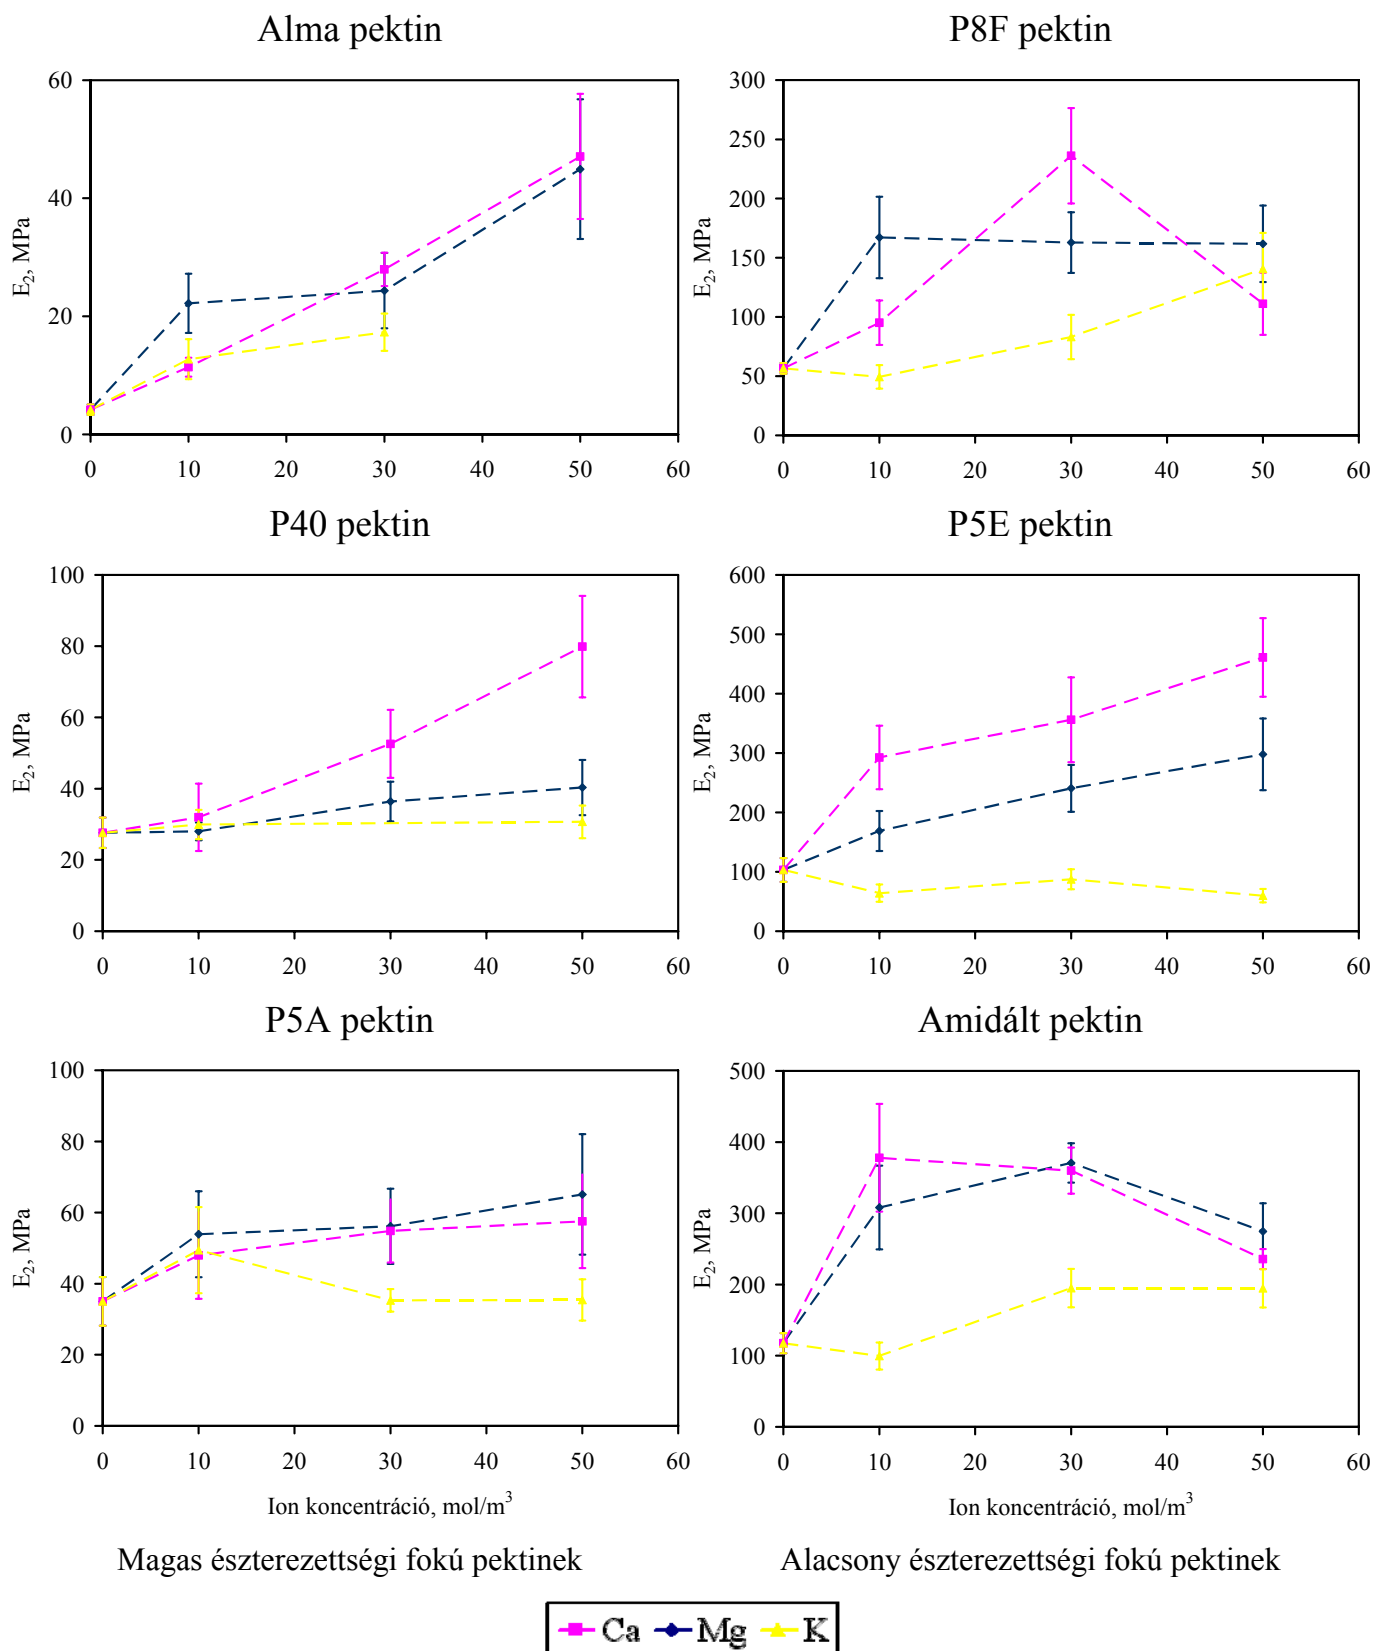 Alma pektin
60
40
20
0
E2, MPa
0 10 20 30 40 50 60
P8F pektin
300
250
200
150
100
50
0
E2, MPa
0 10 20 30 40 50 60
P40 pektin
100
80
60
40
20
0
E2, MPa
0 10 20 30 40 50 60
P5E pektin
600
500
400
300
200
100
0
E2, MPa
0 10 20 30 40 50 60
P5A pektin
100
80
60
40
20
0
E2, MPa
0 10 20 30 40 50 60
Ion koncentráció, mol/m3
Magas észterezettségi fokú pektinek
Amidált pektin
500
400
300
200
100
0
E2, MPa
0 10 20 30 40 50 60
Ion koncentráció, mol/m3
Alacsony észterezettségi fokú pektinek
Ca Mg K